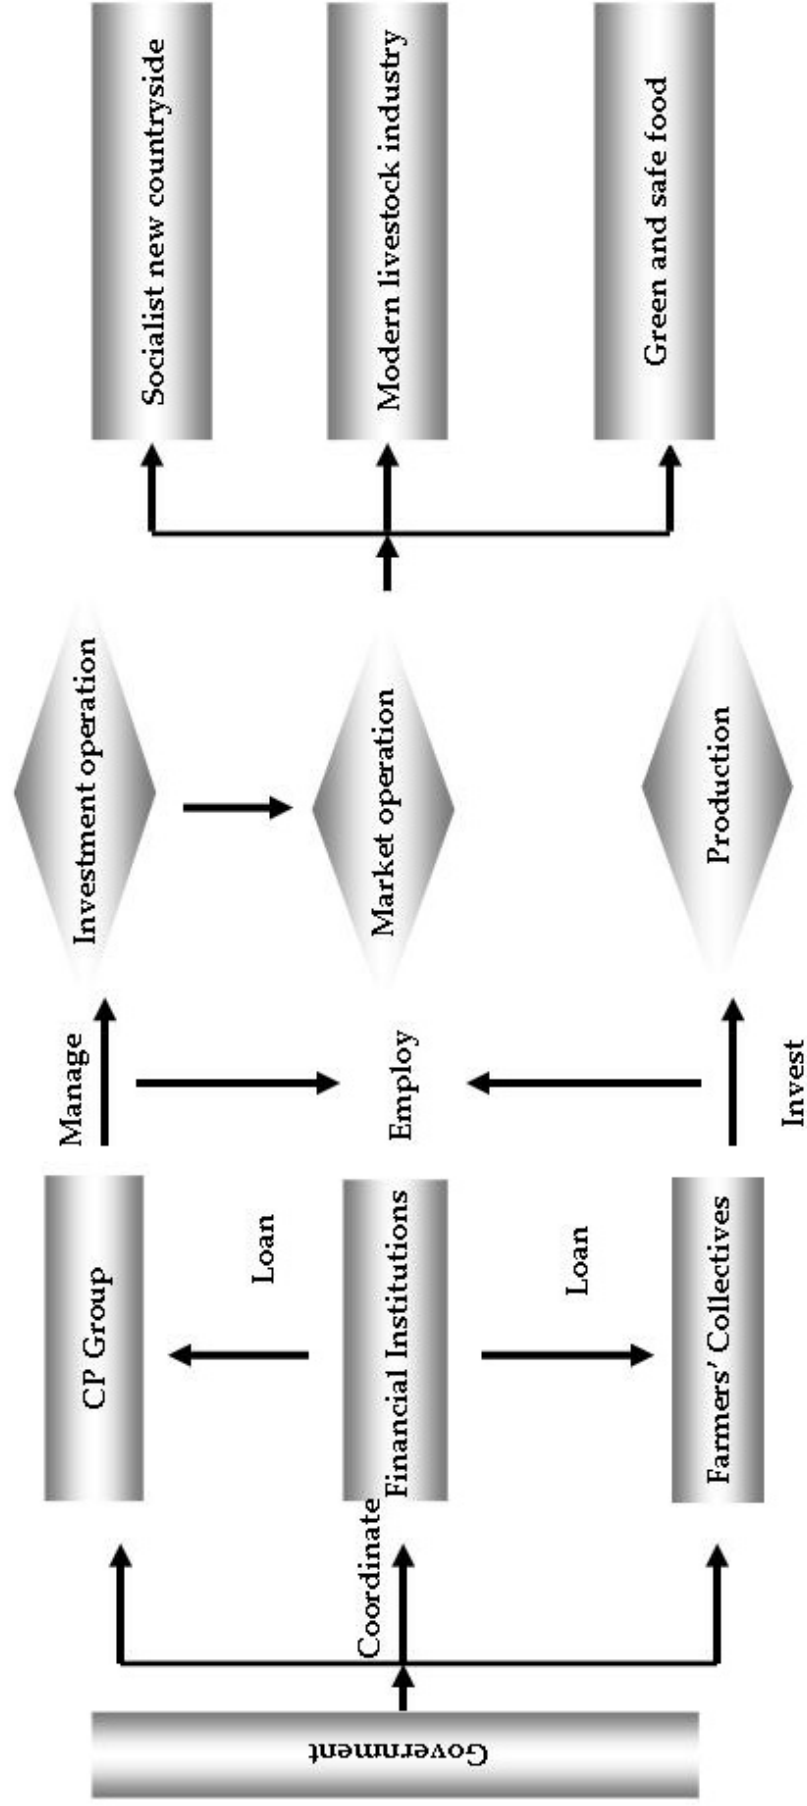 Government
Coordinate
CP Group
Financial Institutions
Farmers' Collectives
Loan
Loan
Manage
Employ
Invest
Investment operation
Market operation
Production
Socialist new countryside
Modern livestock industry
Green and safe food